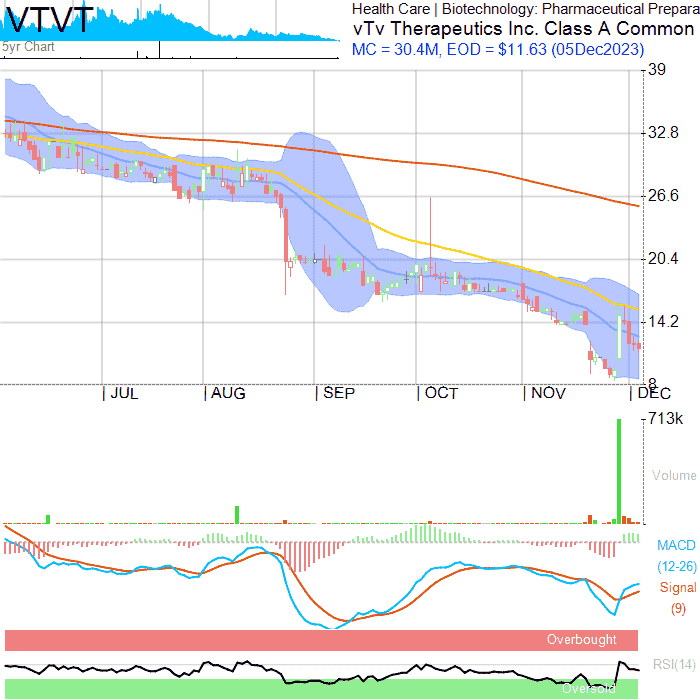 VTVT
5yr Chart
Health Care | Biotechnology: Pharmaceutical Prepara
vTv Therapeutics Inc. Class A Common
MC = 30.4M, EOD = $11.63 (05Dec2023)
39
32.8
26.6
20.4
14.2
8
JUL AUG SEP OCT NOV DEC
713k
Volume
MACD
(12-26)
Signal
(9)
Overbought
RSI(14)
Oversold